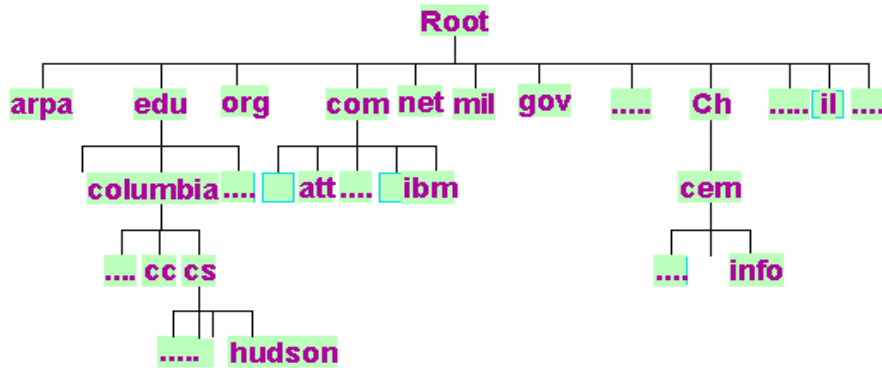 Root
arpa edu org com net mil gov ..... Ch ..... [il] ....
columbia .... att .... ibm cern
.... cc cs .... info
..... hudson